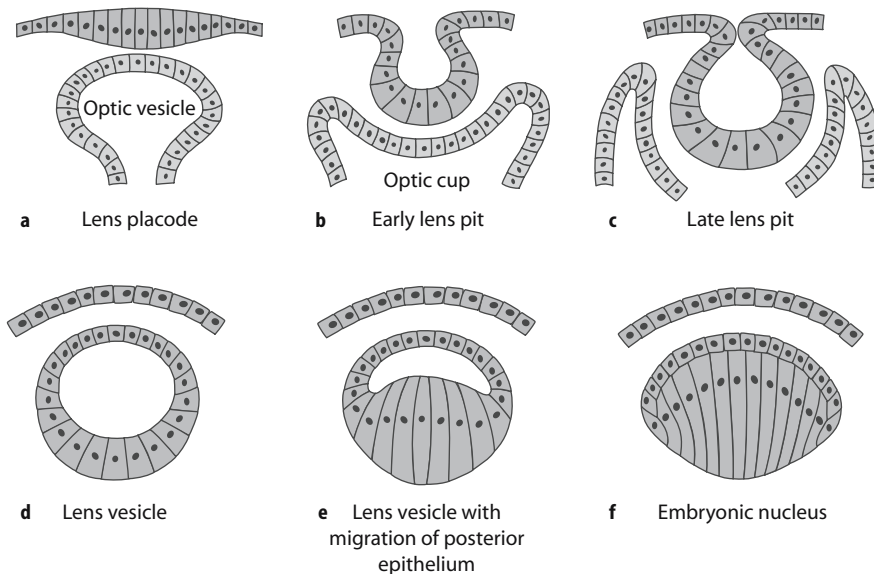 Optic vesicle
Optic cup
a Lens placode
b Early lens pit
c Late lens pit
d Lens vesicle
e Lens vesicle with
migration of posterior
epithelium
f Embryonic nucleus